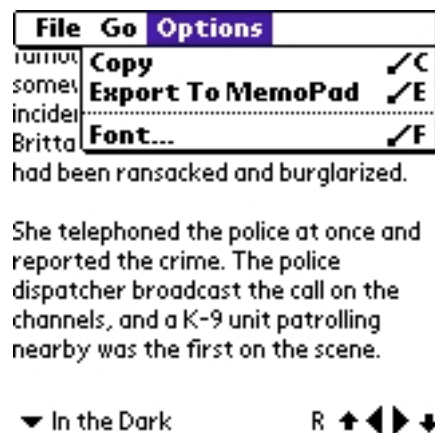 File Go Options
Copy /C
Export To MemoPad /E
Font... /F
had been ransacked and burglarized.
She telephoned the police at once and
reported the crime. The police
dispatcher broadcast the call on the
channels, and a K-9 unit patrolling
nearby was the first on the scene.
In the Dark R